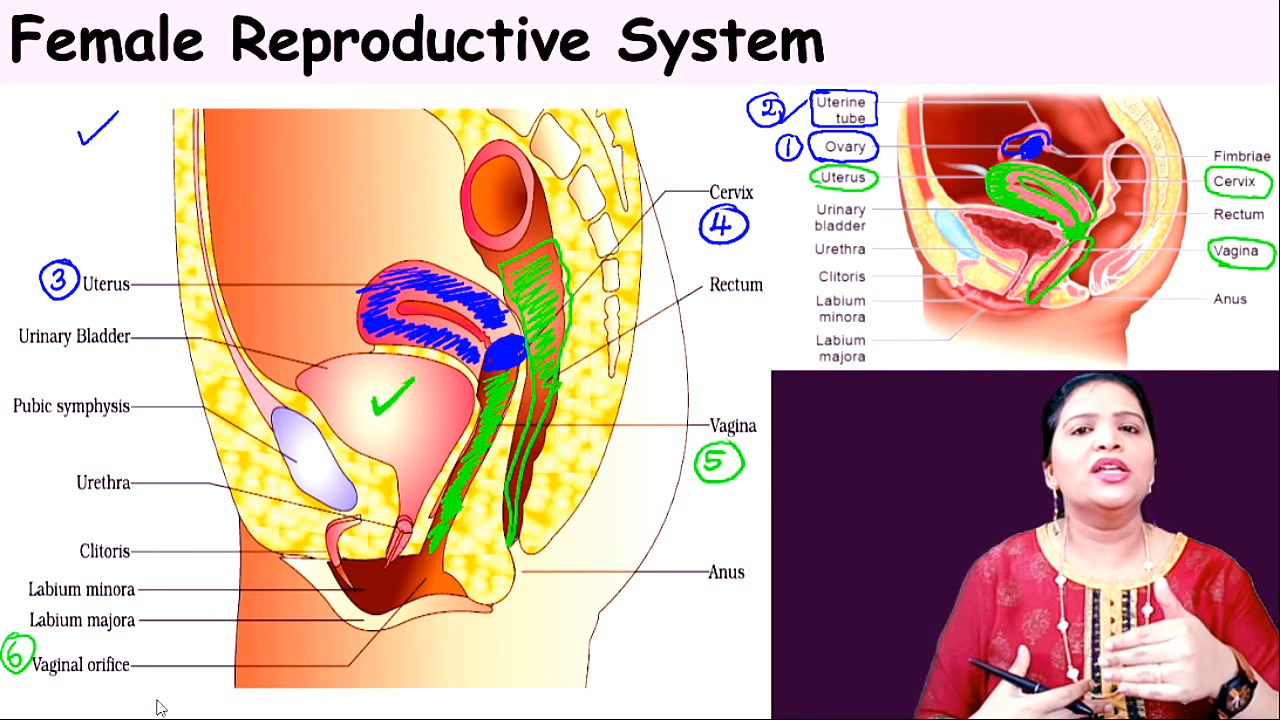 Female Reproductive System
3
Uterus
Urinary Bladder
Pubic symphysis
Urethra
Clitoris
Labium minora
Labium majora
6
Vaginal orifice
Cervix
4
Rectum
Vagina
5
Anus
2
Uterine
tube
1
Ovary
Uterus
Urinary
bladder
Urethra
Clitoris
Labium
minora
Labium
majora
Fimbriae
Cervix
Rectum
Vagina
Anus